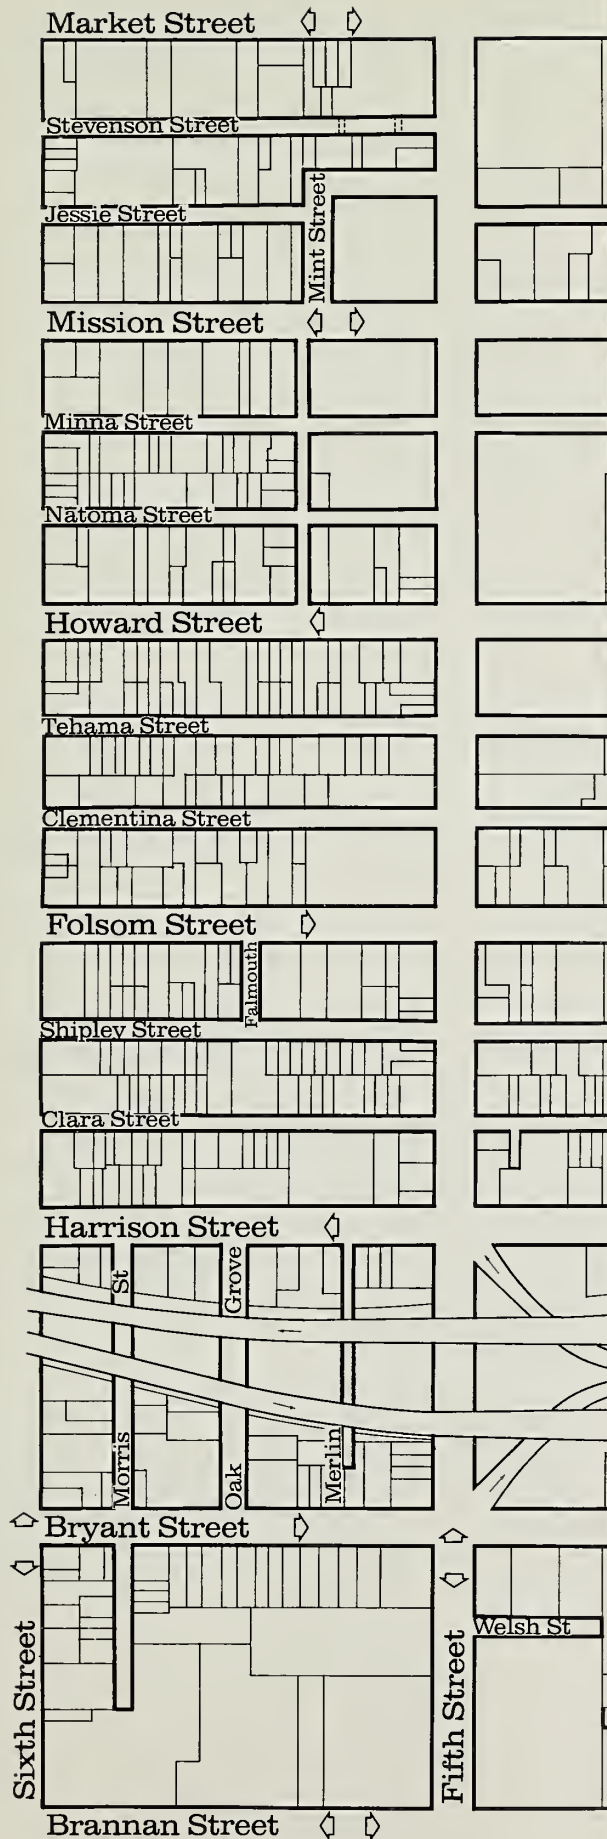 Market Street
Stevenson Street
Jessie Street
Mint Street
Mission Street
Minna Street
Natoma Street
Howard Street
Tehama Street
Clementina Street
Folsom Street
Falmouth
Shipley Street
Clara Street
Harrison Street
Morris St
Oak Grove
Merlin
Bryant Street
Welsh St
Sixth Street
Fifth Street
Brannan Street